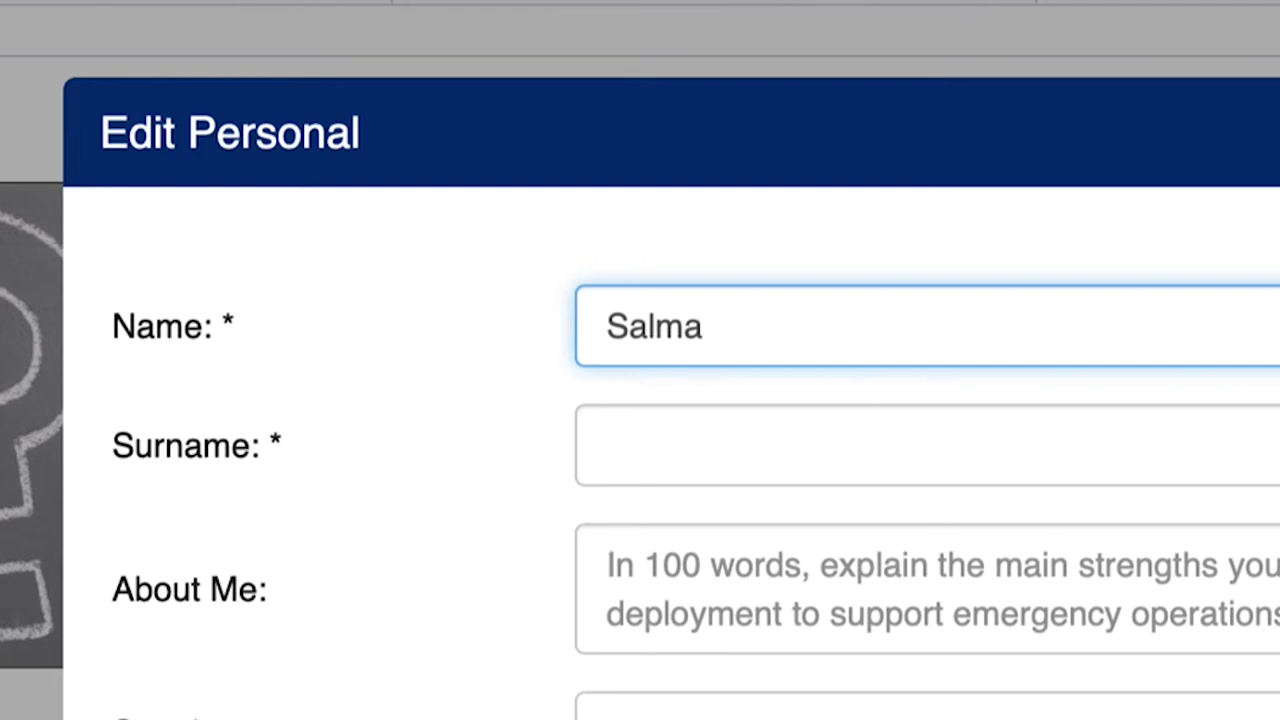 Edit Personal
Name: *
Salma
Surname: *
About Me:
In 100 words, explain the main strengths you
deployment to support emergency operations